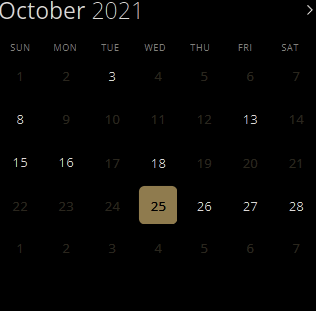 October 2021 >
SUN MON TUE WED THU FRI SAT
1 2 3 4 5 6 7
8 9 10 11 12 13 14
15 16 17 18 19 20 21
22 23 24 25 26 27 28
1 2 3 4 5 6 7